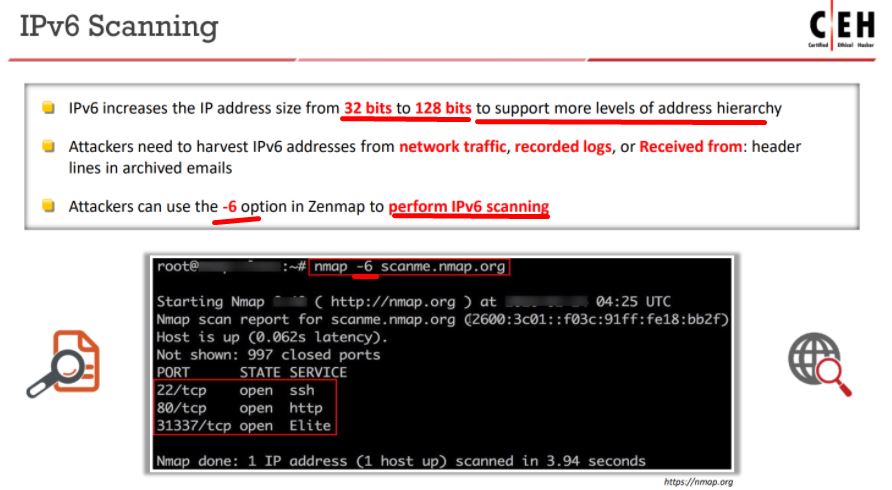 IPv6 Scanning
C|EH
Certified Ethical Hacker
IPv6 increases the IP address size from 32 bits to 128 bits to support more levels of address hierarchy
Attackers need to harvest IPv6 addresses from network traffic, recorded logs, or Received from: header
lines in archived emails
Attackers can use the -6 option in Zenmap to perform IPv6 scanning
root@ :~# nmap -6 scanme.nmap.org
Starting Nmap ( http://nmap.org ) at 04:25 UTC
Nmap scan report for scanme.nmap.org (2600:3c01::f03c:91ff:fe18:bb2f)
Host is up (0.062s latency).
Not shown: 997 closed ports
PORT STATE SERVICE
22/tcp open ssh
80/tcp open http
31337/tcp open Elite
Nmap done: 1 IP address (1 host up) scanned in 3.94 seconds
https://nmap.org